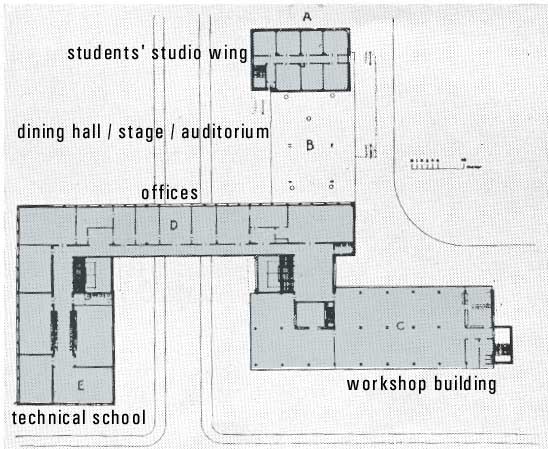 A
students' studio wing
dining hall / stage / auditorium
B
offices
D
C
E
workshop building
technical school